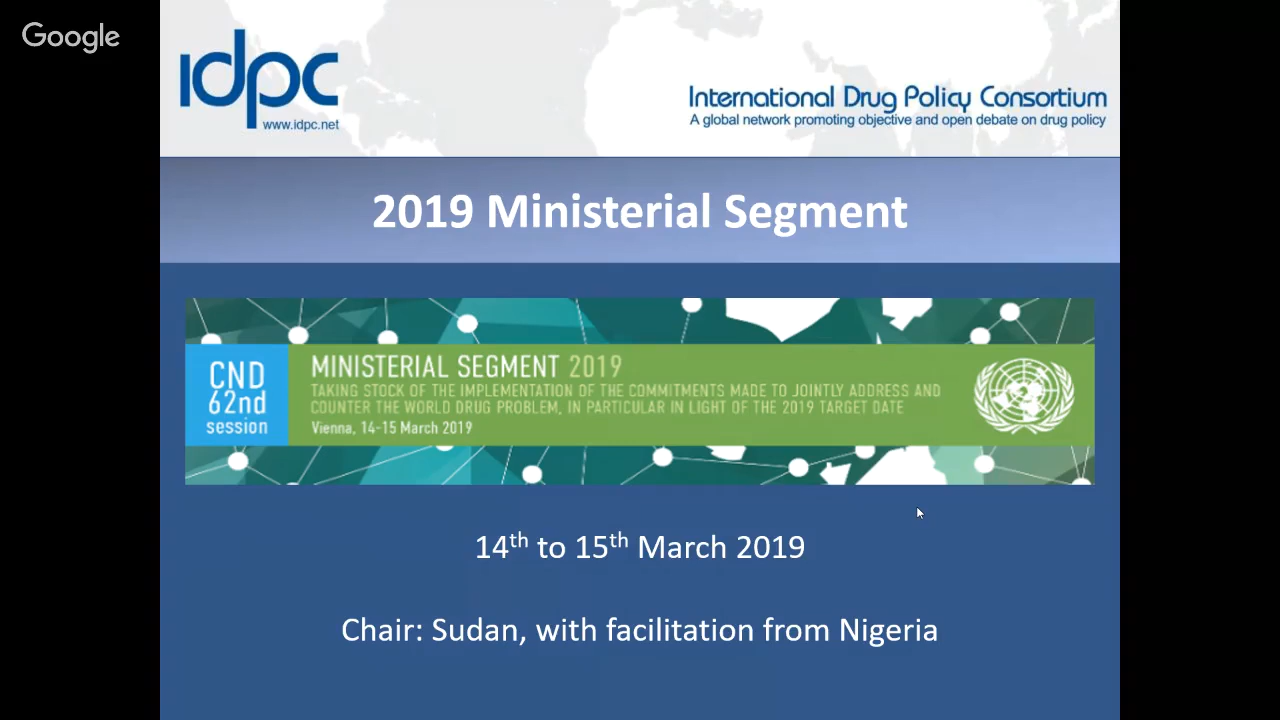 Google
idpc
www.idpc.net
International Drug Policy Consortium
A global network promoting objective and open debate on drug policy
2019 Ministerial Segment
CND
62nd
session
MINISTERIAL SEGMENT 2019
TAKING STOCK OF THE IMPLEMENTATION OF THE COMMITMENTS MADE TO JOINTLY ADDRESS AND
COUNTER THE WORLD DRUG PROBLEM, IN PARTICULAR IN LIGHT OF THE 2019 TARGET DATE
Vienna, 14-15 March 2019
14th to 15th March 2019
Chair: Sudan, with facilitation from Nigeria